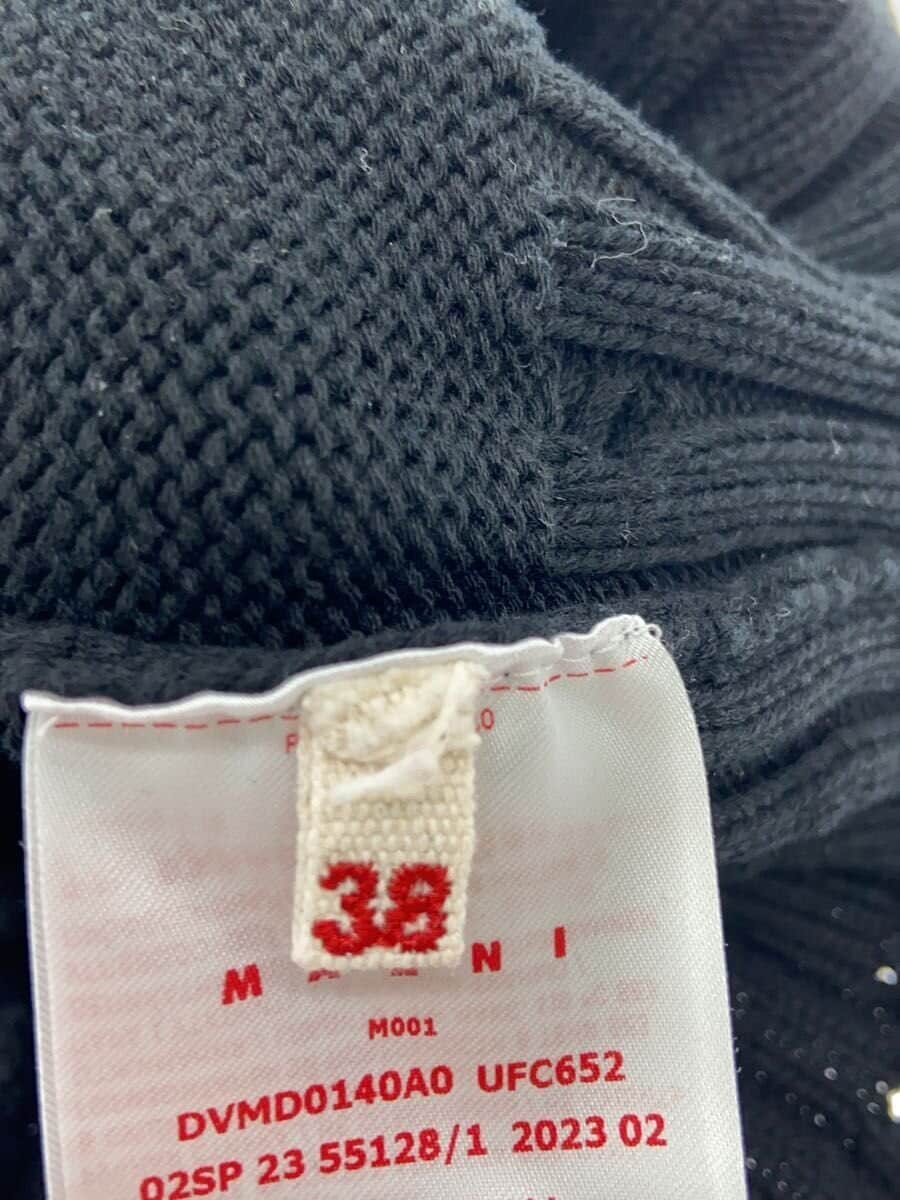 38
M A R N I
M001
DVMD0140A0 UFC652
02SP 23 55128/1 2023 02